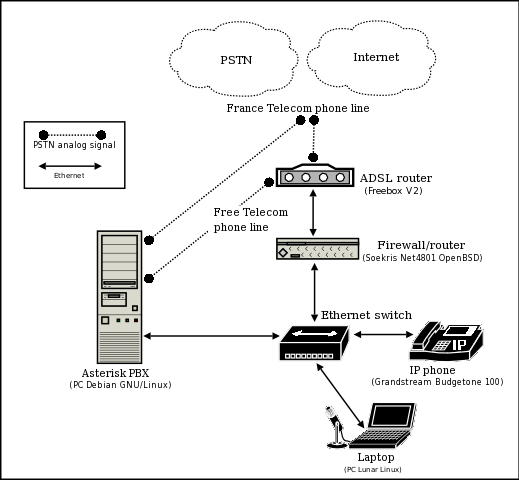 PSTN
Internet
France Telecom phone line
PSTN analog signal
Ethernet
ADSL router
(Freebox V2)
Free Telecom
phone line
Firewall/router
(Soekris Net4801 OpenBSD)
Ethernet switch
Asterisk PBX
(PC Debian GNU/Linux)
IP
IP phone
(Grandstream Budgetone 100)
Laptop
(PC Lunar Linux)